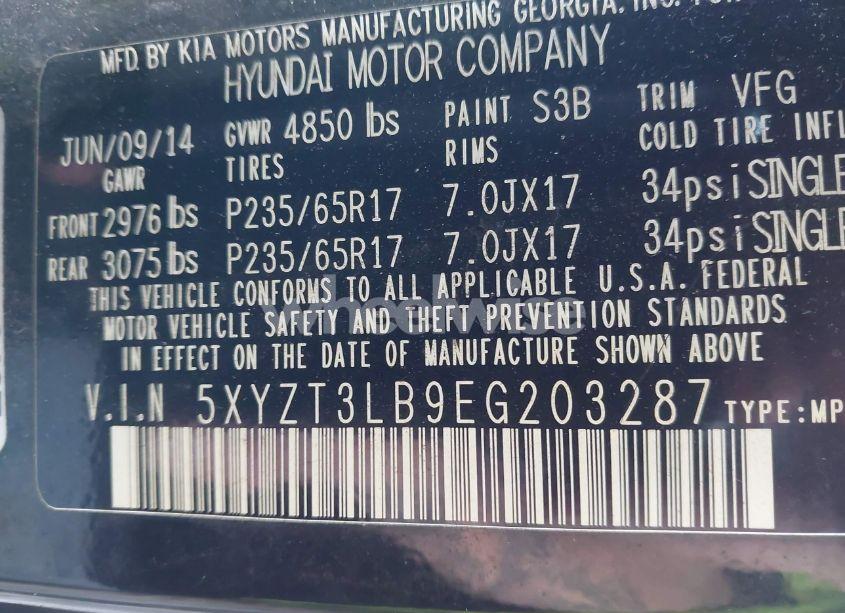 MFD. BY KIA MOTORS MANUFACTURING GEORGIA, INC. FOR
HYUNDAI MOTOR COMPANY
JUN/09/14 GVWR 4850 lbs PAINT S3B TRIM VFG
GAWR TIRES RIMS COLD TIRE INFL
FRONT 2976 lbs P235/65R17 7.0JX17 34psi SINGLE
REAR 3075 lbs P235/65R17 7.0JX17 34psi SINGLE
THIS VEHICLE CONFORMS TO ALL APPLICABLE U.S.A. FEDERAL
MOTOR VEHICLE SAFETY AND THEFT PREVENTION STANDARDS
IN EFFECT ON THE DATE OF MANUFACTURE SHOWN ABOVE
V.I.N 5XYZT3LB9EG203287 TYPE:MP
wheelwise